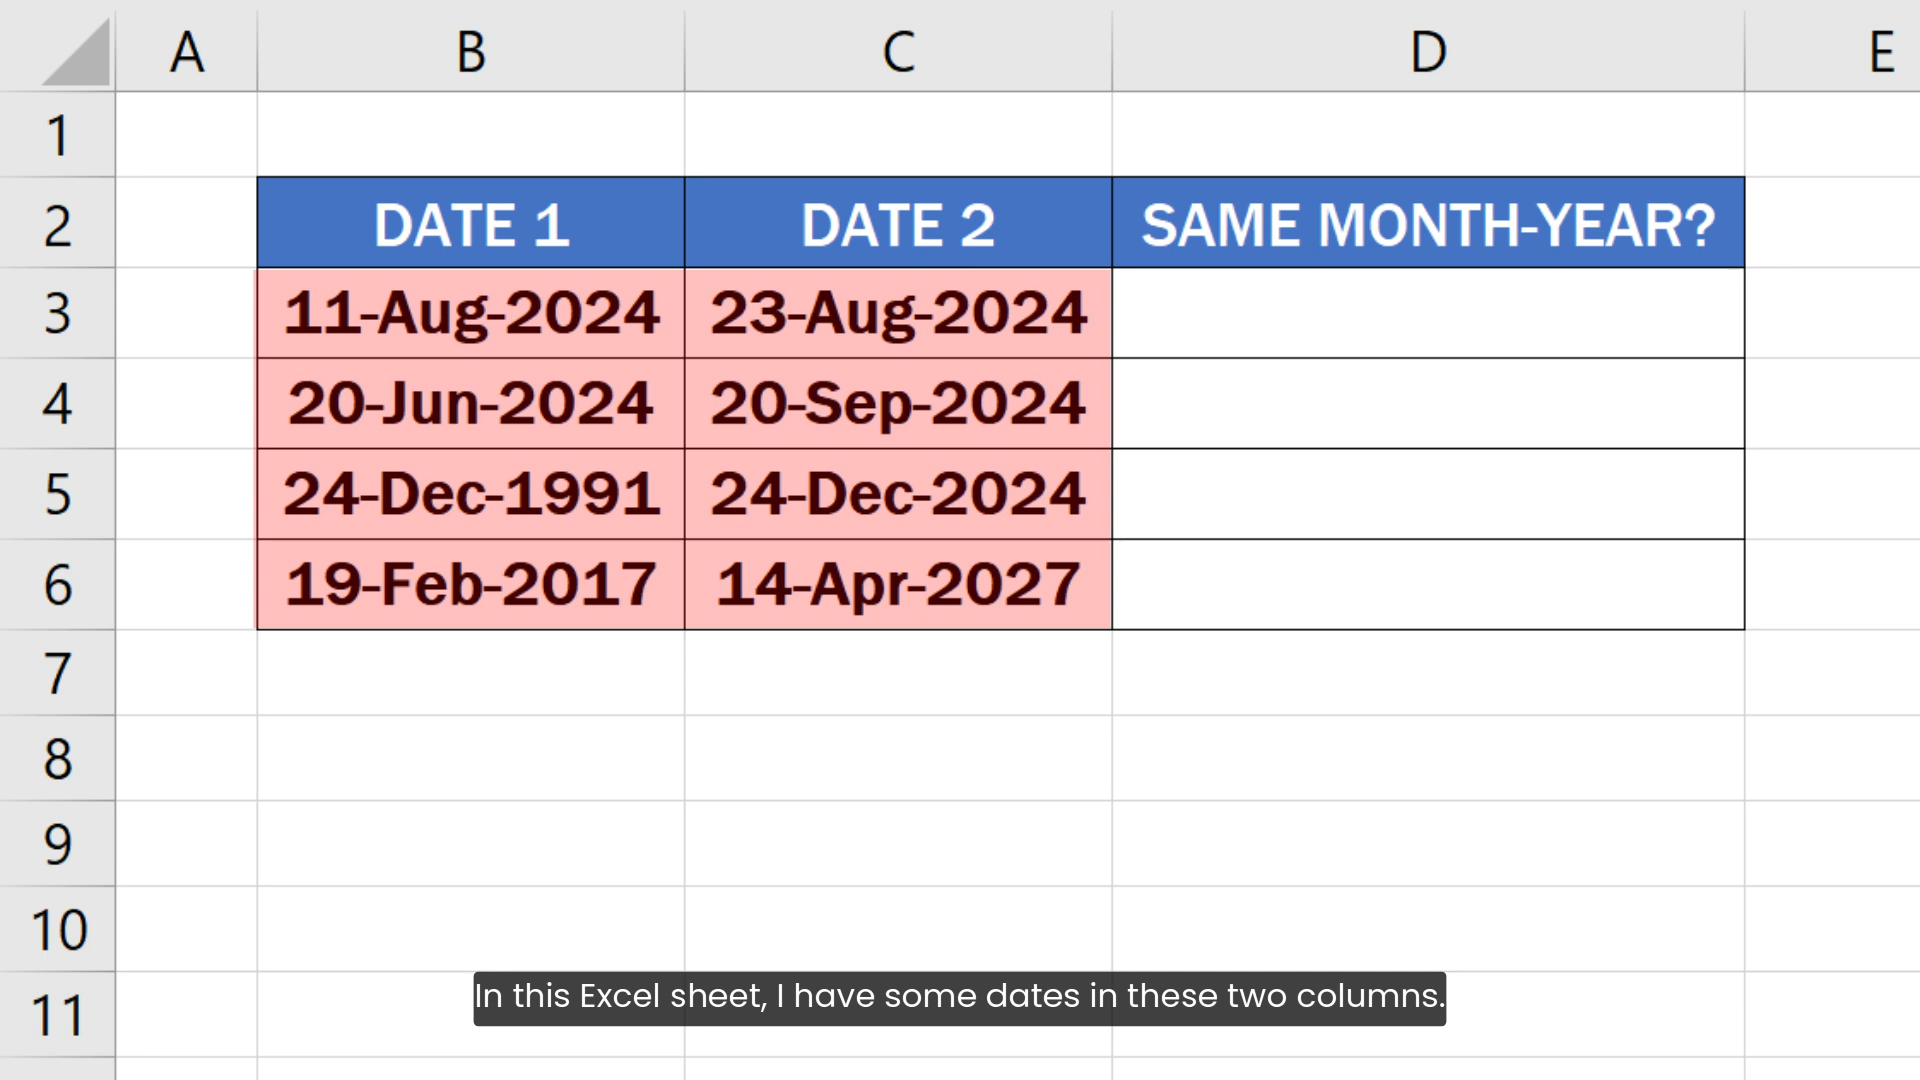 A B C D E
1
2 DATE 1 DATE 2 SAME MONTH-YEAR?
3 11-Aug-2024 23-Aug-2024
4 20-Jun-2024 20-Sep-2024
5 24-Dec-1991 24-Dec-2024
6 19-Feb-2017 14-Apr-2027
7
8
9
10
11
In this Excel sheet, I have some dates in these two columns.